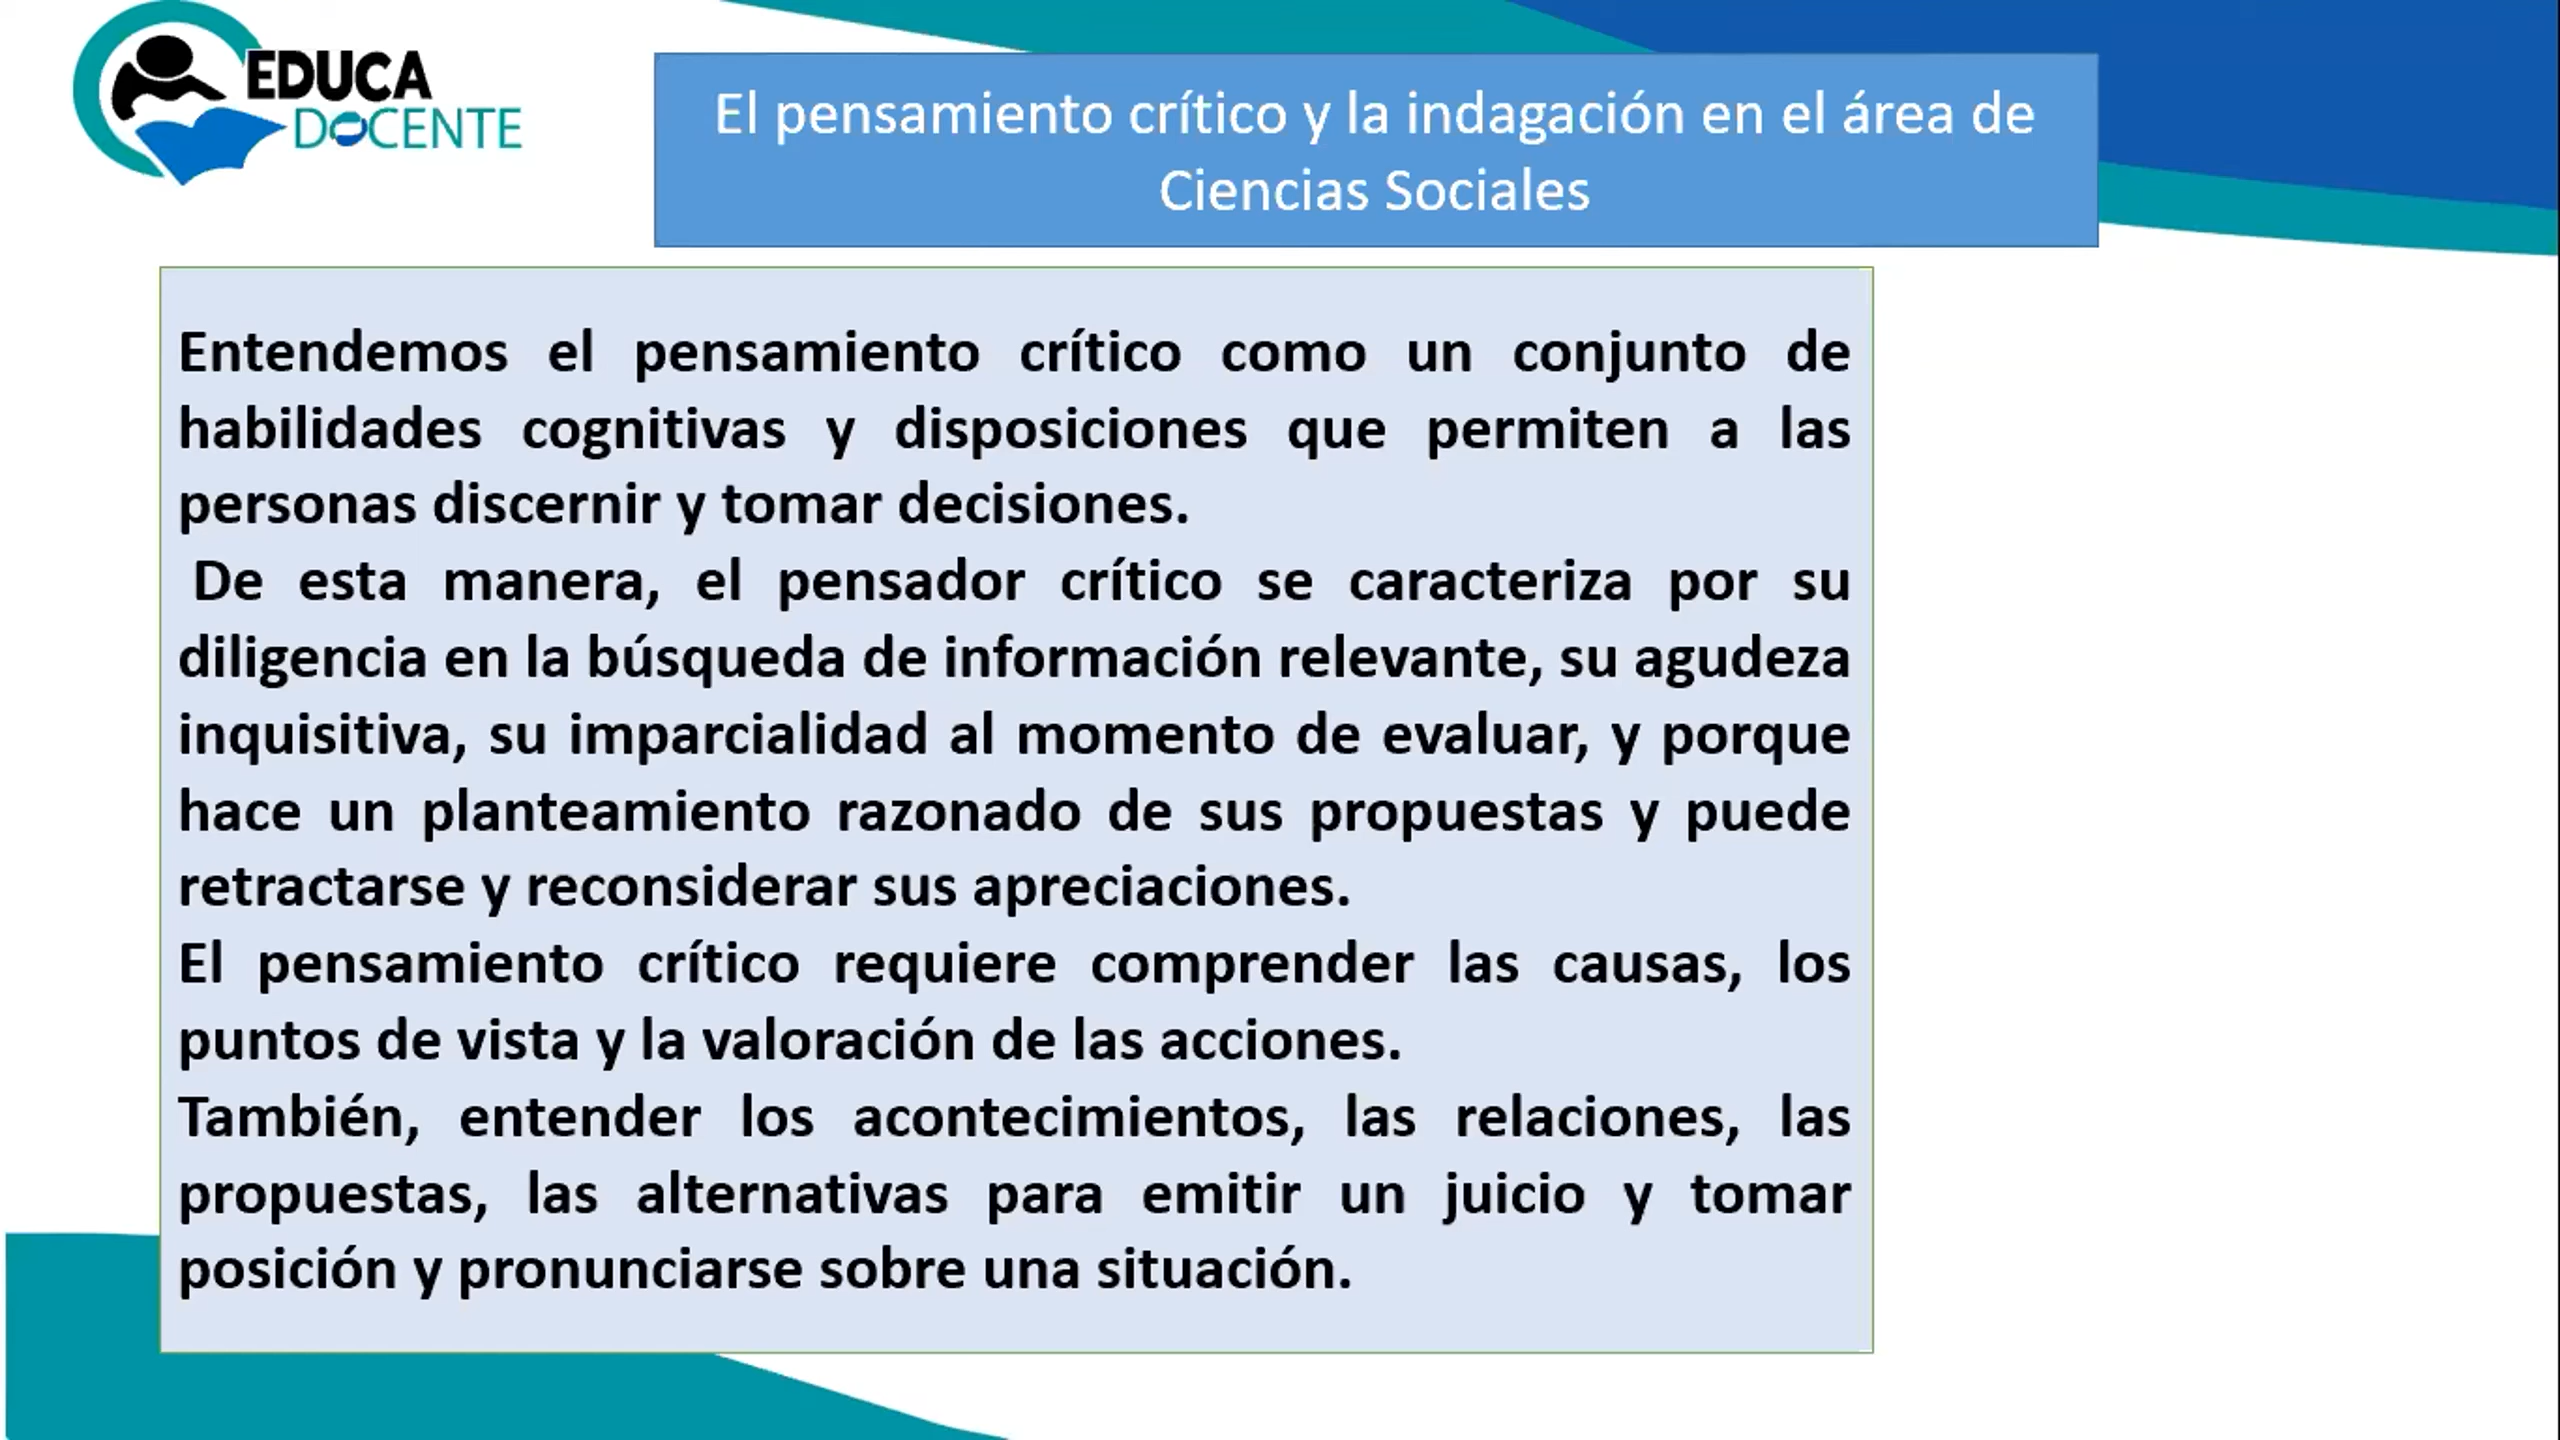 EDUCA
DOCENTE
El pensamiento crítico y la indagación en el área de
Ciencias Sociales
Entendemos el pensamiento crítico como un conjunto de
habilidades cognitivas y disposiciones que permiten a las
personas discernir y tomar decisiones.
De esta manera, el pensador crítico se caracteriza por su
diligencia en la búsqueda de información relevante, su agudeza
inquisitiva, su imparcialidad al momento de evaluar, y porque
hace un planteamiento razonado de sus propuestas y puede
retractarse y reconsiderar sus apreciaciones.
El pensamiento crítico requiere comprender las causas, los
puntos de vista y la valoración de las acciones.
También, entender los acontecimientos, las relaciones, las
propuestas, las alternativas para emitir un juicio y tomar
posición y pronunciarse sobre una situación.